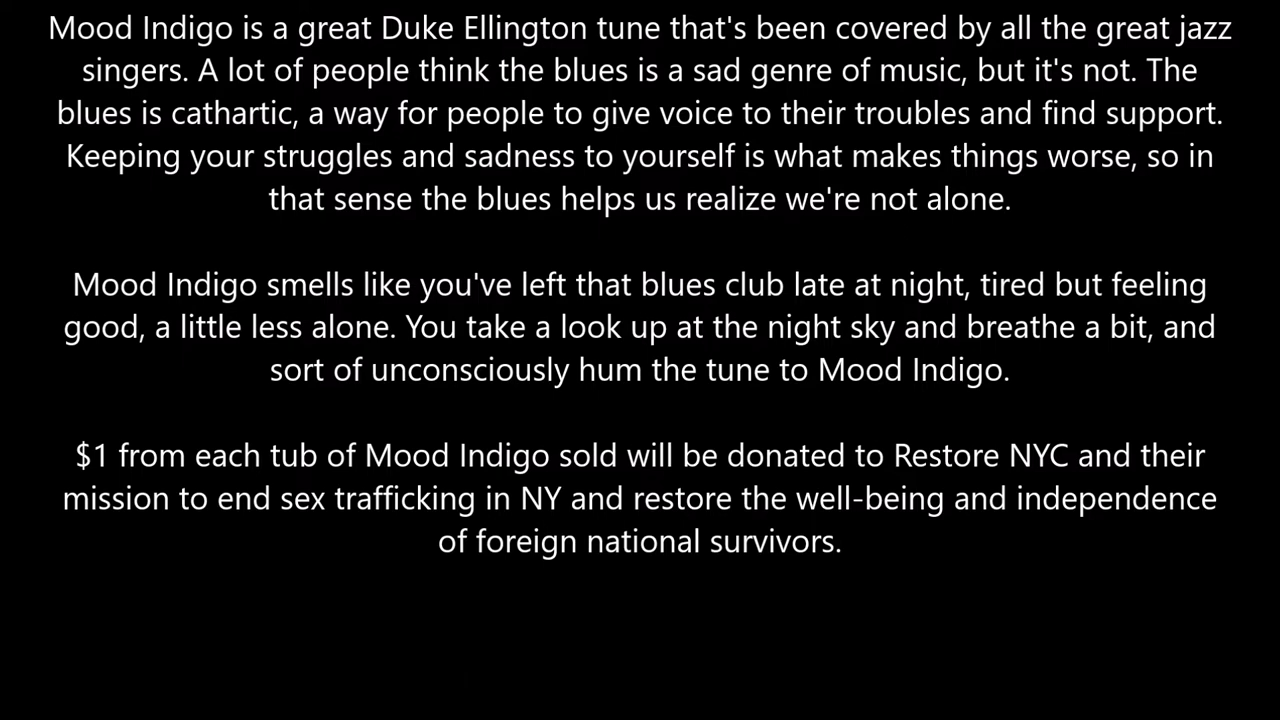 Mood Indigo is a great Duke Ellington tune that's been covered by all the great jazz
singers. A lot of people think the blues is a sad genre of music, but it's not. The
blues is cathartic, a way for people to give voice to their troubles and find support.
Keeping your struggles and sadness to yourself is what makes things worse, so in
that sense the blues helps us realize we're not alone.
Mood Indigo smells like you've left that blues club late at night, tired but feeling
good, a little less alone. You take a look up at the night sky and breathe a bit, and
sort of unconsciously hum the tune to Mood Indigo.
$1 from each tub of Mood Indigo sold will be donated to Restore NYC and their
mission to end sex trafficking in NY and restore the well-being and independence
of foreign national survivors.